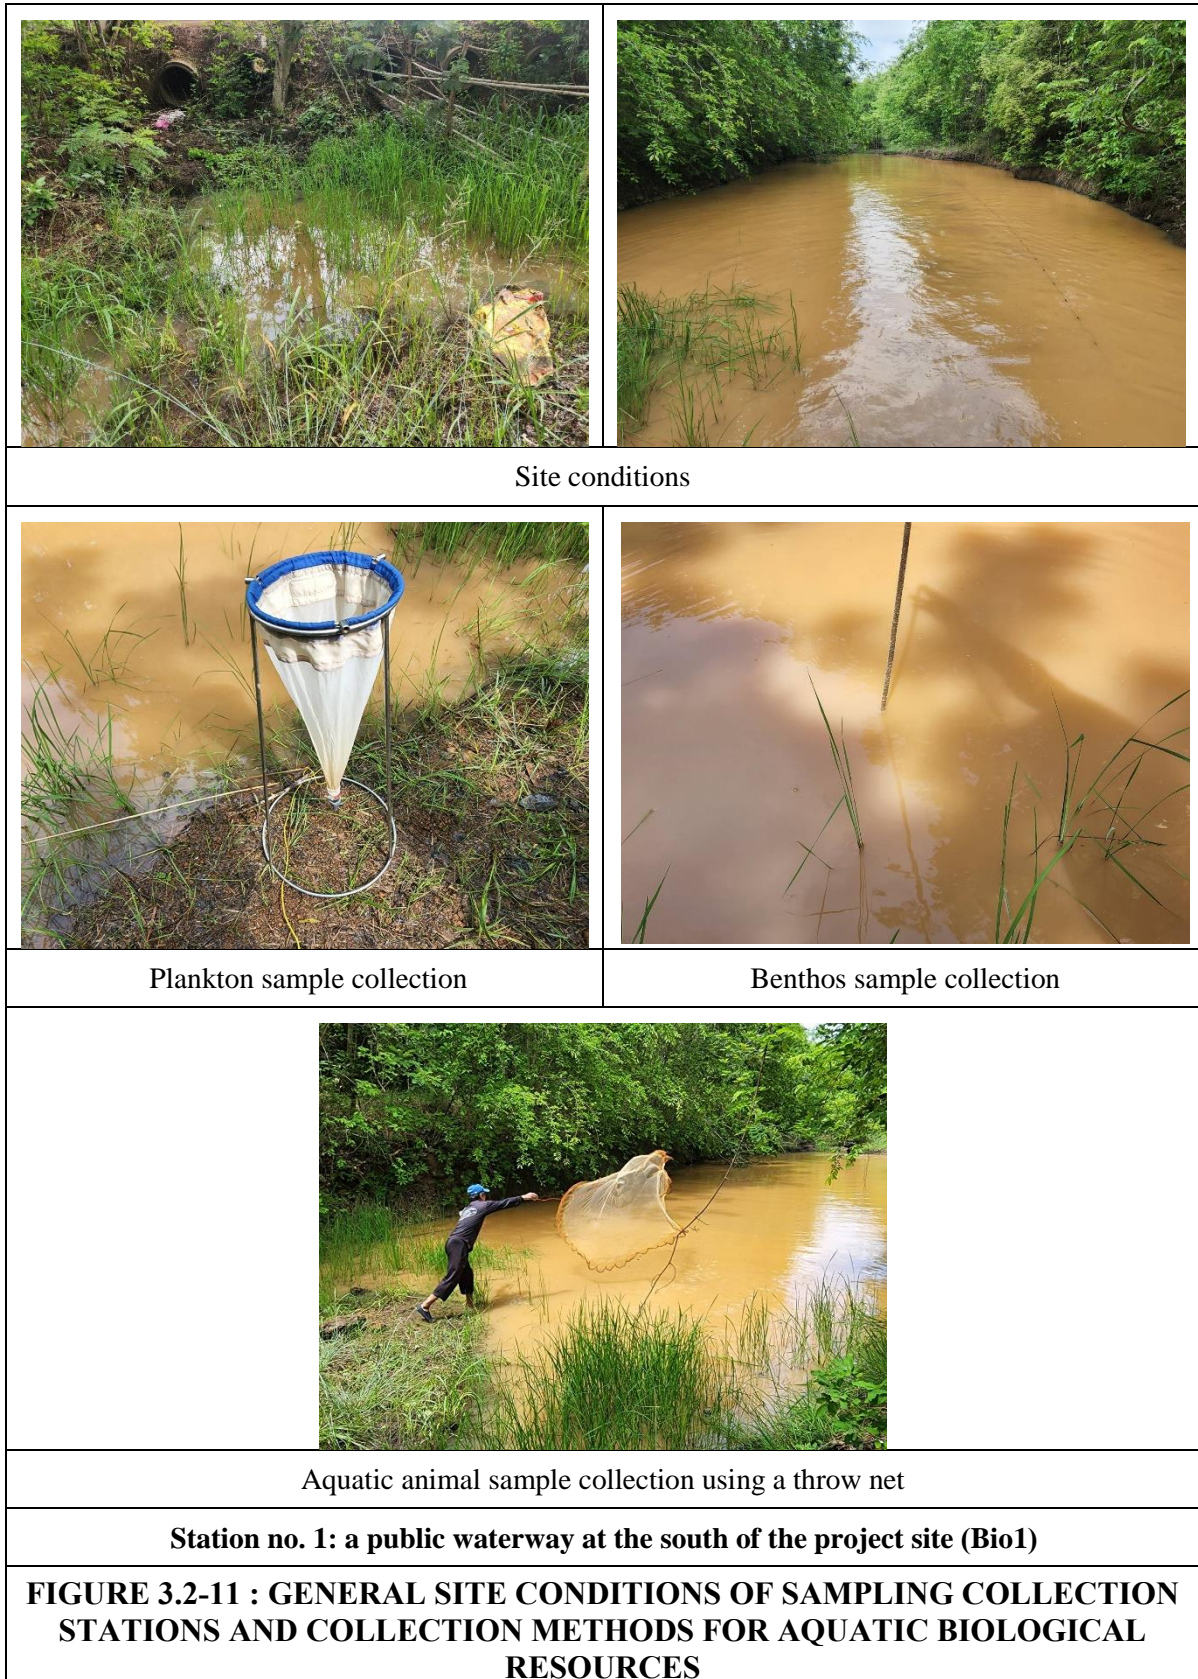 Site conditions
Plankton sample collection
Benthos sample collection
Aquatic animal sample collection using a throw net
Station no. 1: a public waterway at the south of the project site (Bio1)
FIGURE 3.2-11 : GENERAL SITE CONDITIONS OF SAMPLING COLLECTION
STATIONS AND COLLECTION METHODS FOR AQUATIC BIOLOGICAL
RESOURCES